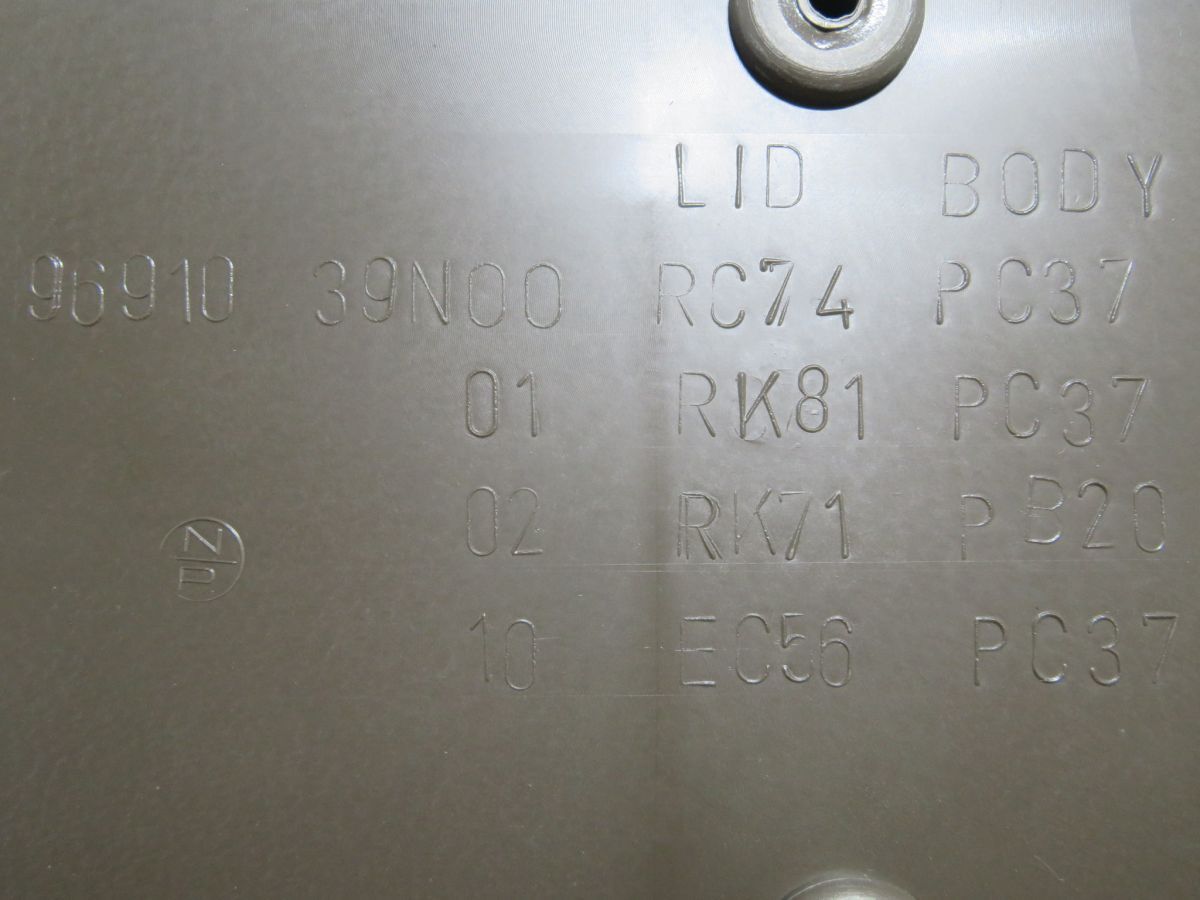 LID BODY
96910 39N00 RC74 PC37
01 RK81 PC37
02 RK71 PB20
N
P
10 EC56 PC37